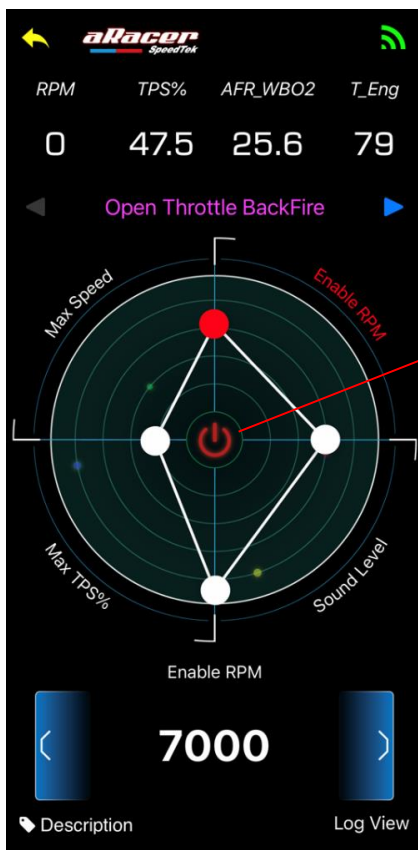 aRacer
SpeedTek
RPM TPS% AFR_WBO2 T_Eng
0 47.5 25.6 79
Open Throttle BackFire
Max Speed
Enable RPM
Max TPS%
Sound Level
Enable RPM
7000
Description Log View